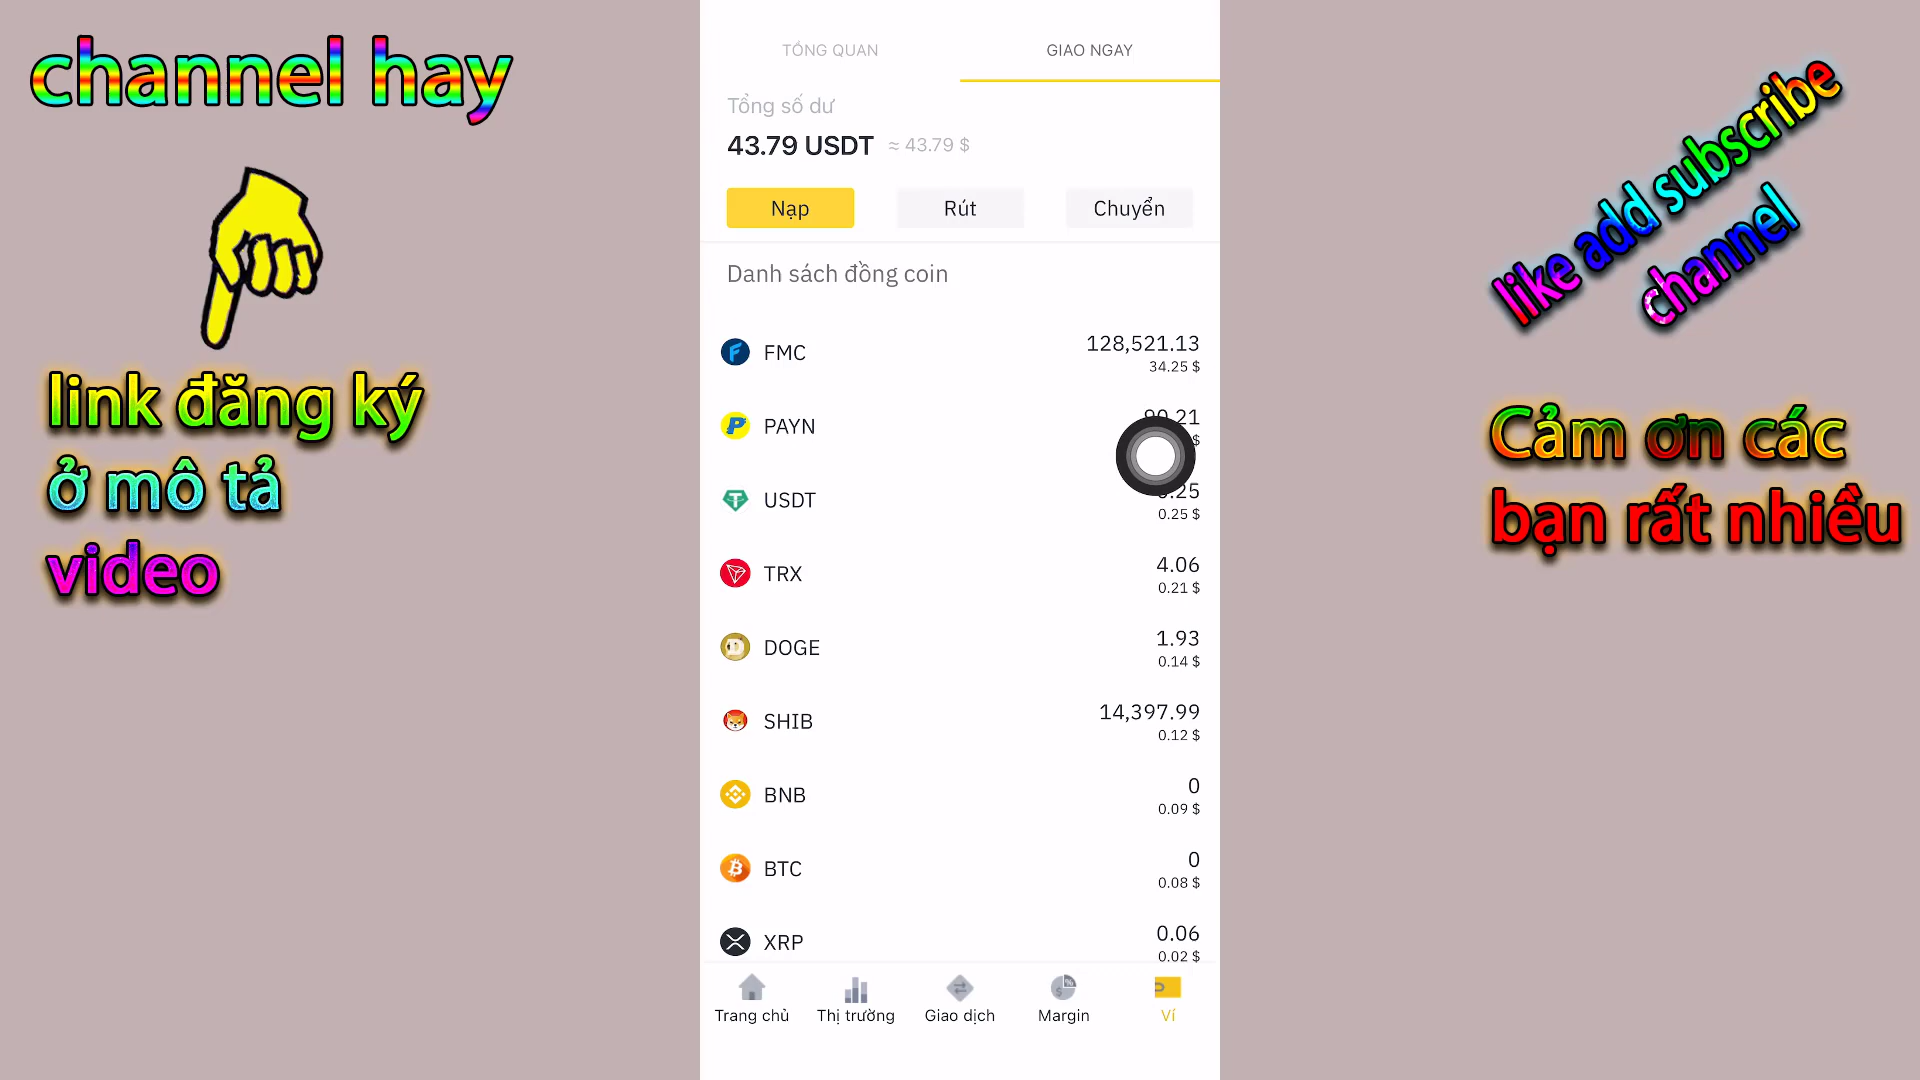 channel hay
link đăng ký
ở mô tả
video
TỔNG QUAN
GIAO NGAY
Tổng số dư
43.79 USDT ≈ 43.79 $
Nạp
Rút
Chuyển
Danh sách đồng coin
FMC
128,521.13
34.25 $
PAYN
USDT
0.25 $
TRX
4.06
0.21 $
DOGE
1.93
0.14 $
SHIB
14,397.99
0.12 $
BNB
0
0.09 $
BTC
0
0.08 $
XRP
0.06
0.02 $
Trang chủ
Thị trường
Giao dịch
Margin
Ví
like add subscribe
channel
Cảm ơn các
bạn rất nhiều